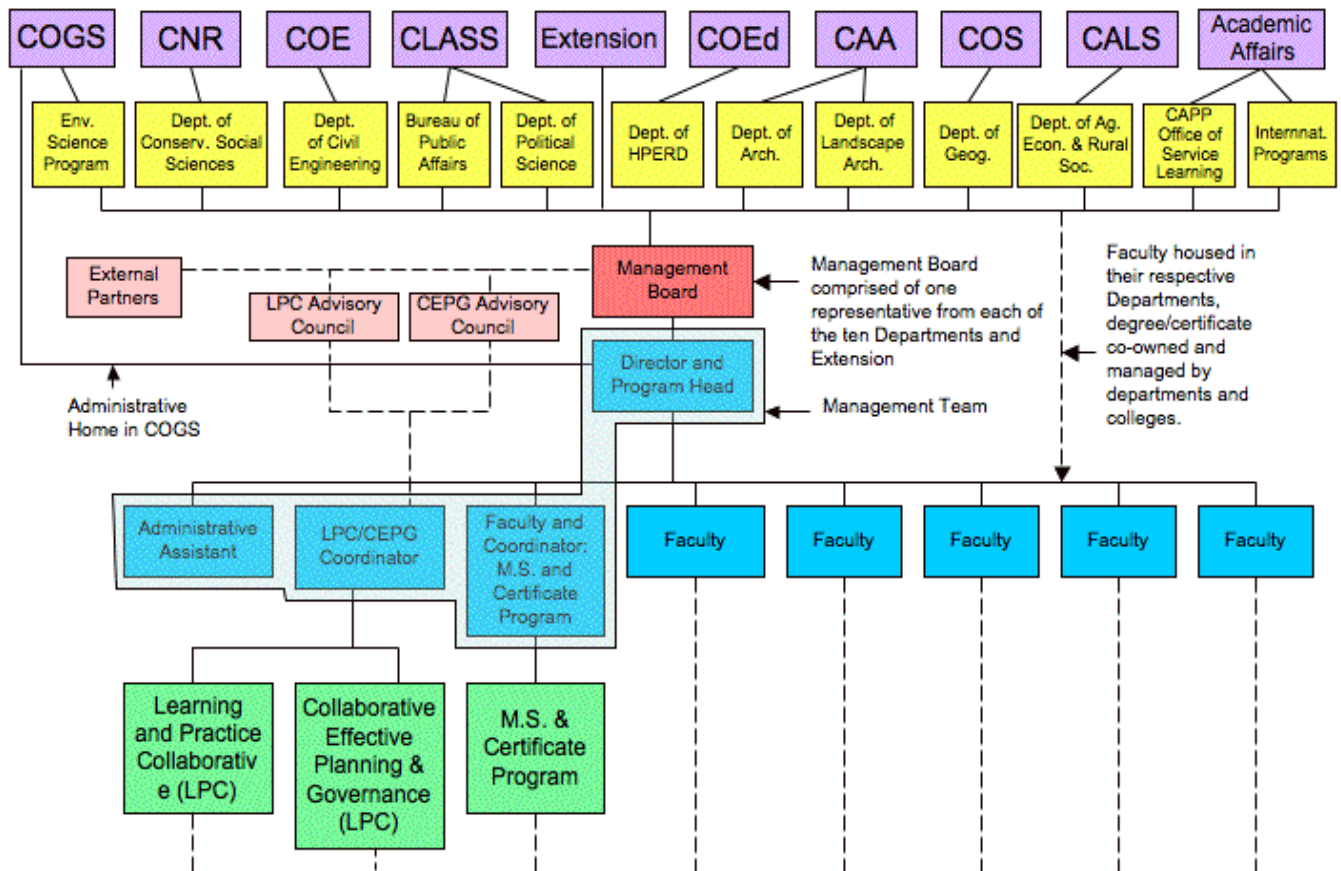 COGS
CNR
COE
CLASS
Extension
COEd
CAA
COS
CALS
Academic
Affairs
Env.
Science
Program
Dept. of
Conserv. Social
Sciences
Dept.
of Civil
Engineering
Bureau of
Public
Affairs
Dept. of
Political
Science
Dept. of
HPERD
Dept. of
Arch.
Dept. of
Landscape
Arch.
Dept. of
Geog.
Dept. of Ag.
Econ. & Rural
Soc.
CAPP
Office of
Service
Learning
Internnat.
Programs
External
Partners
LPC Advisory
Council
CEPG Advisory
Council
Management
Board
Management Board
comprised of one
representative from each of
the ten Departments and
Extension
Faculty housed in
their respective
Departments,
degree/certificate
co-owned and
managed by
departments and
colleges.
Director and
Program Head
Management Team
Administrative
Home in COGS
Administrative
Assistant
LPC/CEPG
Coordinator
Faculty and
Coordinator:
M.S. and
Certificate
Program
Faculty
Faculty
Faculty
Faculty
Faculty
Learning
and Practice
Collaborativ
e (LPC)
Collaborative
Effective
Planning &
Governance
(LPC)
M.S. &
Certificate
Program